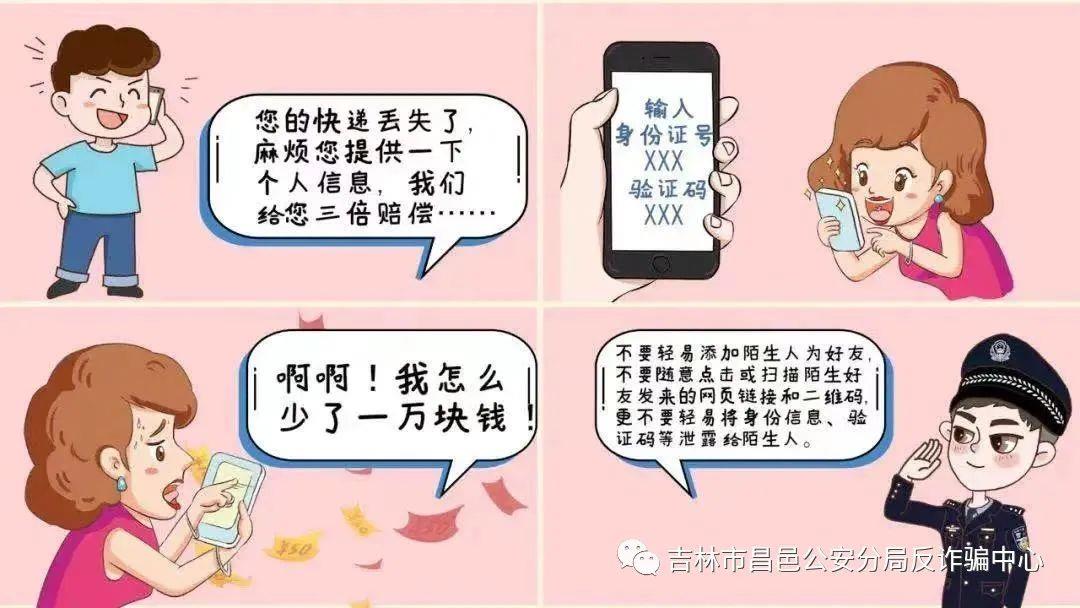 您的快递丢失了,
麻烦您提供一下
个人信息, 我们
给您三倍赔偿……
输入
身份证号
XXX
验证码
XXX
啊啊！我怎么
少了一万块钱！
不要轻易添加陌生人为好友,
不要随意点击或扫描陌生好
友发来的网页链接和二维码,
更不要轻易将身份信息、验
证码等泄露给陌生人。
¥50
吉林市昌邑公安分局反诈骗中心